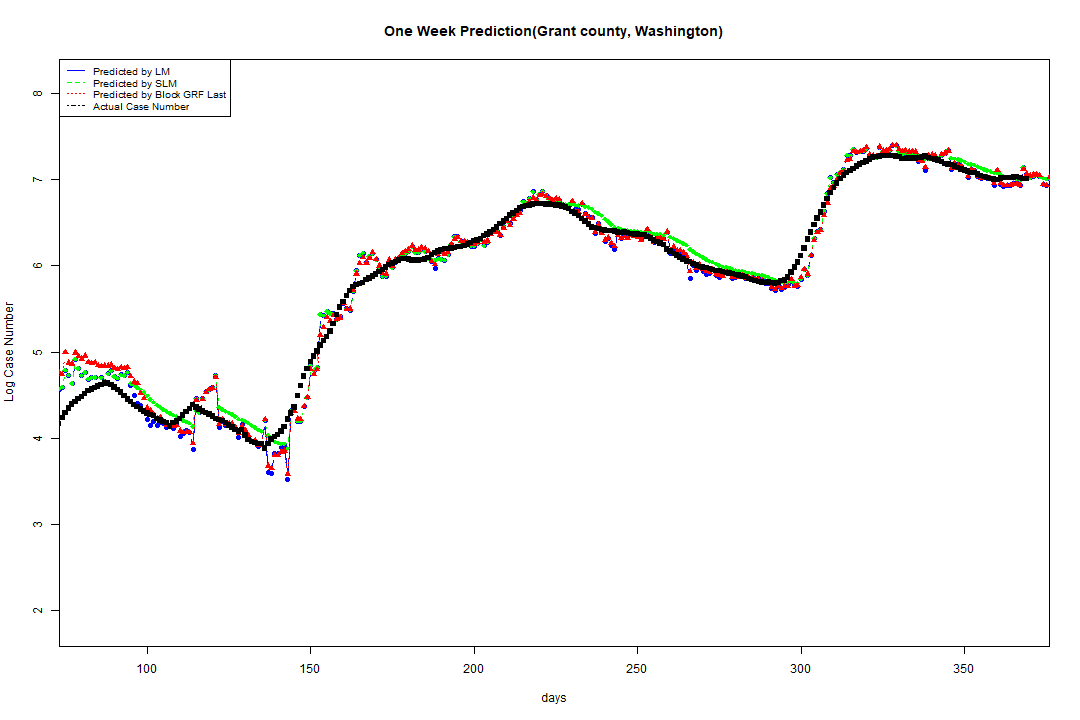 One Week Prediction(Grant county, Washington)
Predicted by LM
Predicted by SLM
Predicted by Block GRF Last
Actual Case Number
8
7
6
5
4
3
2
Log Case Number
100 150 200 250 300 350
days